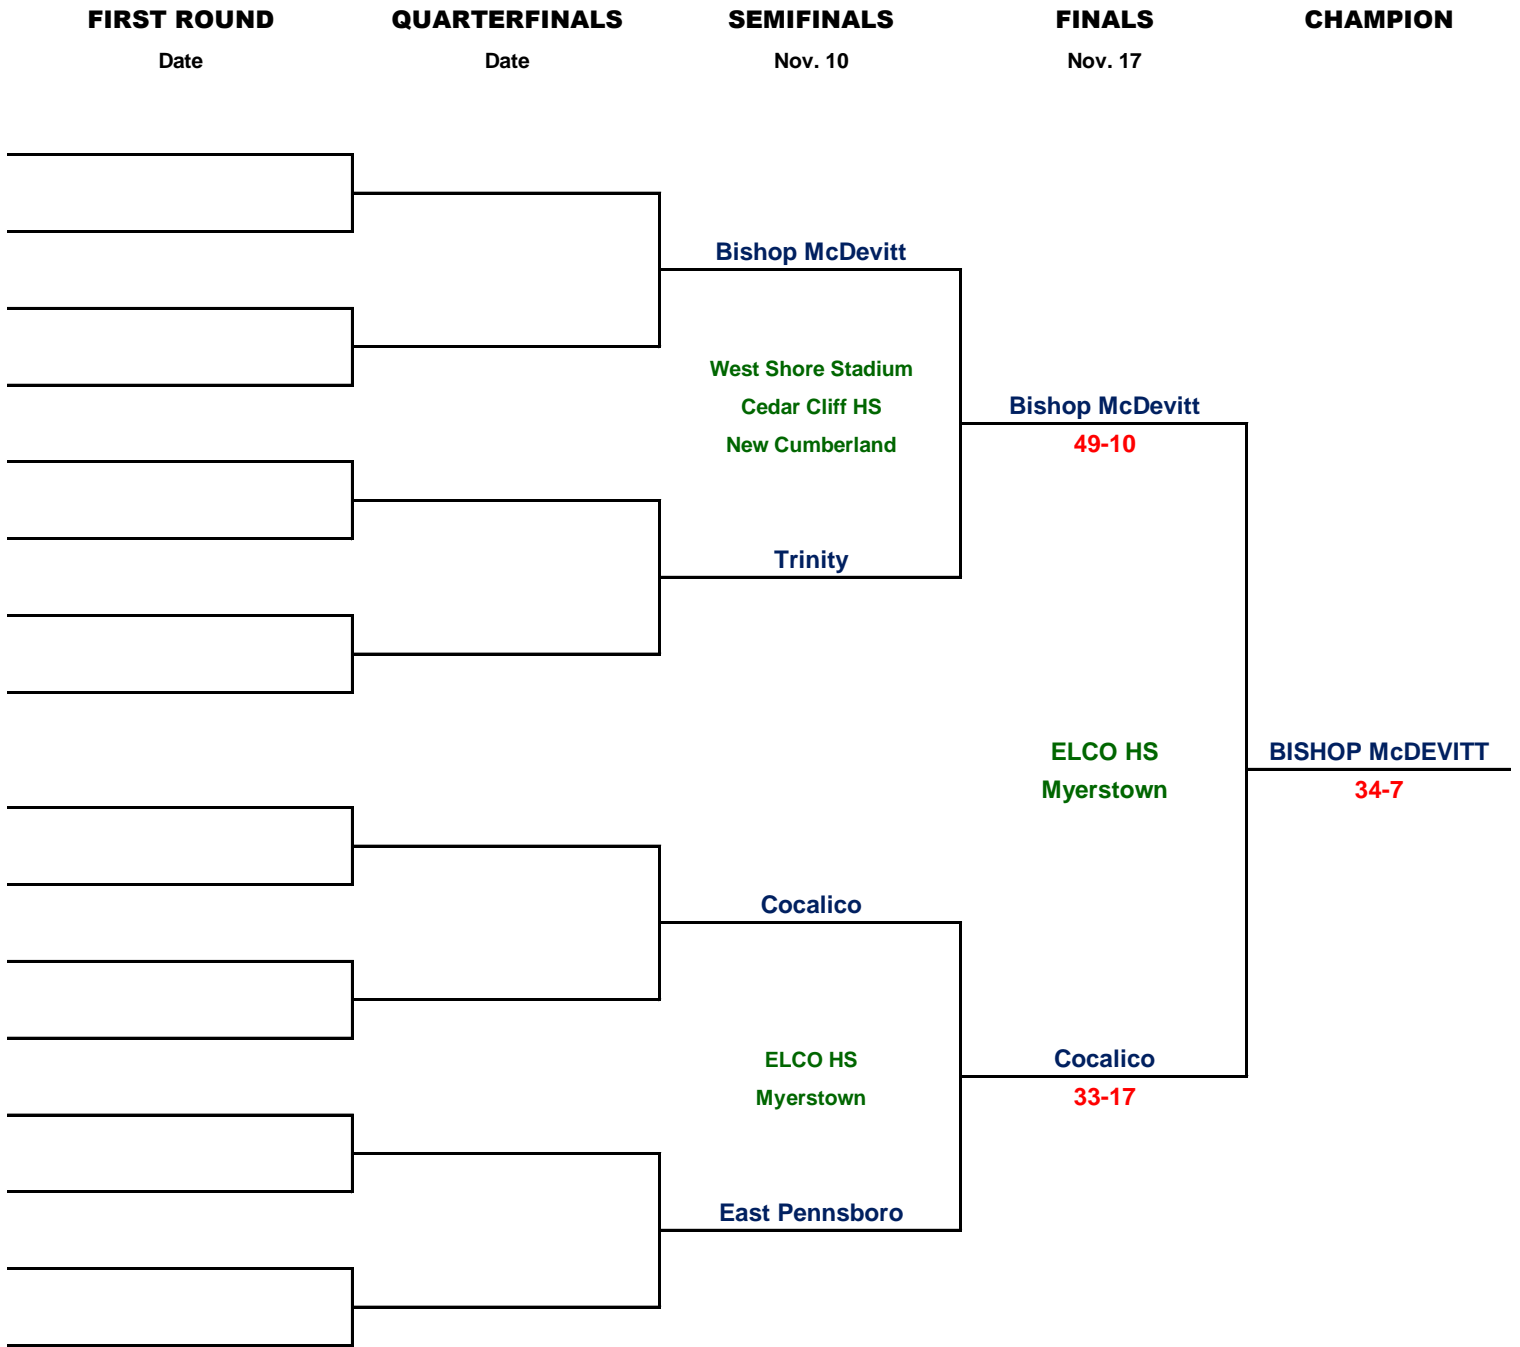 FIRST ROUND
QUARTERFINALS
SEMIFINALS
FINALS
CHAMPION
Date
Date
Nov. 10
Nov. 17
Bishop McDevitt
West Shore Stadium
Cedar Cliff HS
New Cumberland
Bishop McDevitt
49-10
Trinity
ELCO HS
Myerstown
BISHOP McDEVITT
34-7
Cocalico
ELCO HS
Myerstown
Cocalico
33-17
East Pennsboro